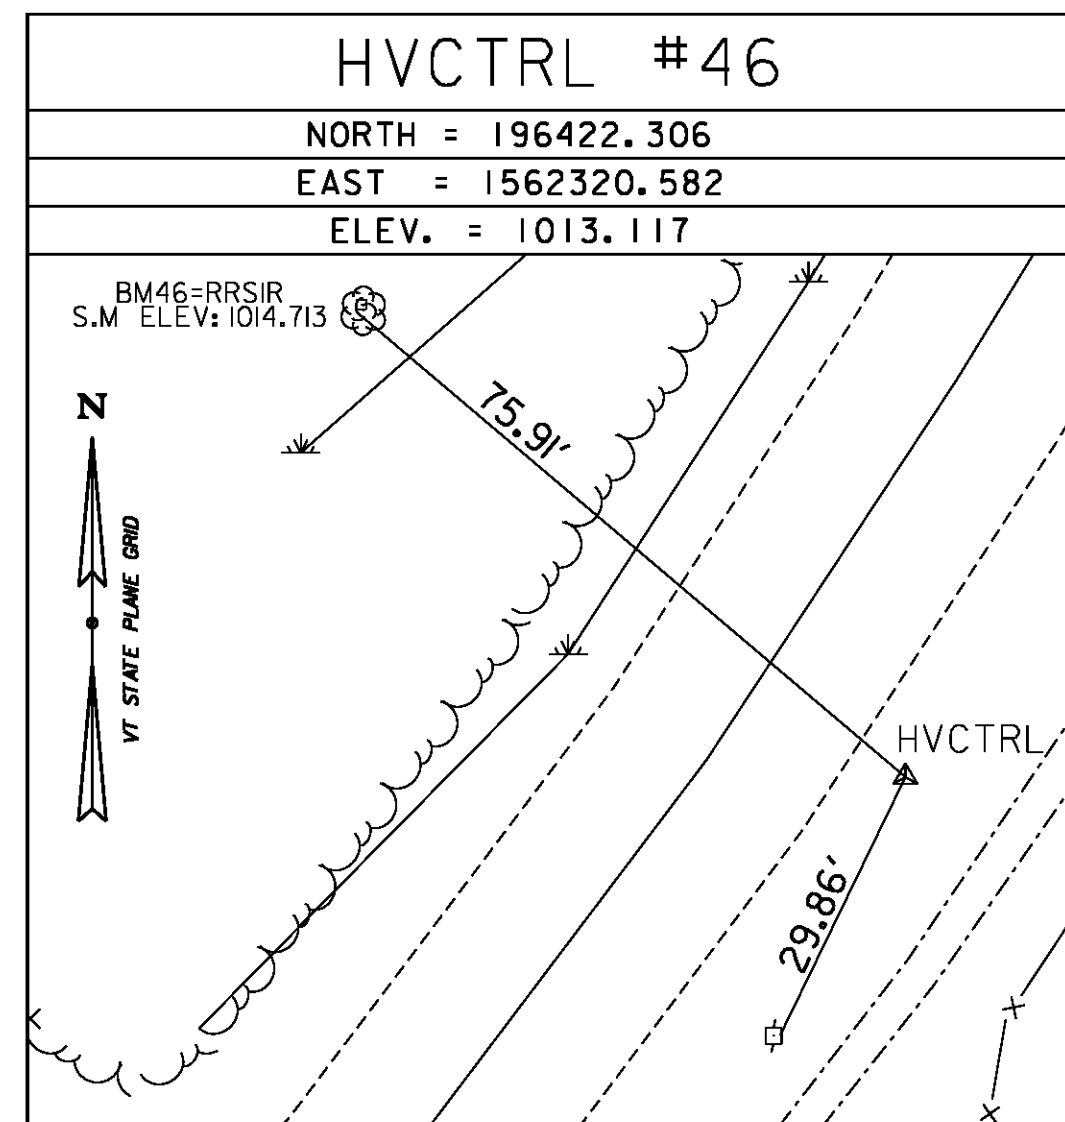 HVCTRL #46
NORTH = 196422.306
EAST = 1562320.582
ELEV. = 1013.117
BM46=RRSIR
S.M ELEV: 1014.713
75.91'
N
VT STATE PLANE GRID
HVCTRL
29.86'